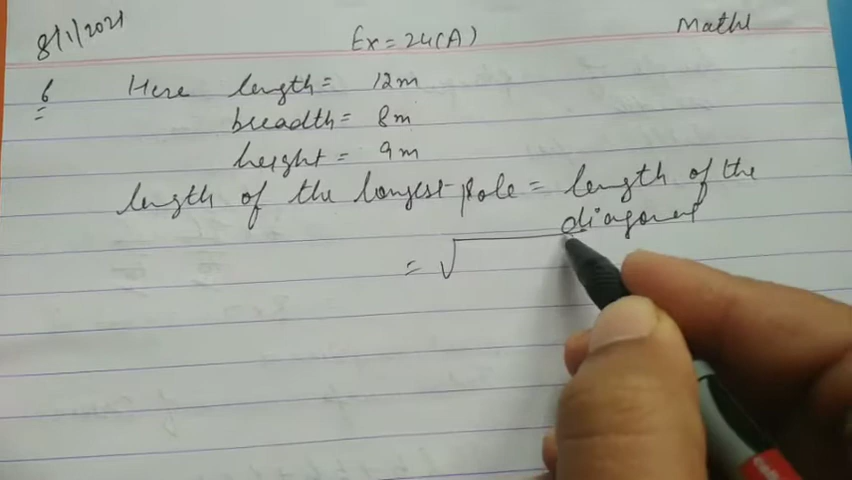 8/1/2021
Ex = 24(A)
Maths
6 Here length = 12m
breadth = 8m
height = 9m
length of the longest pole = length of the
diagonal
= √